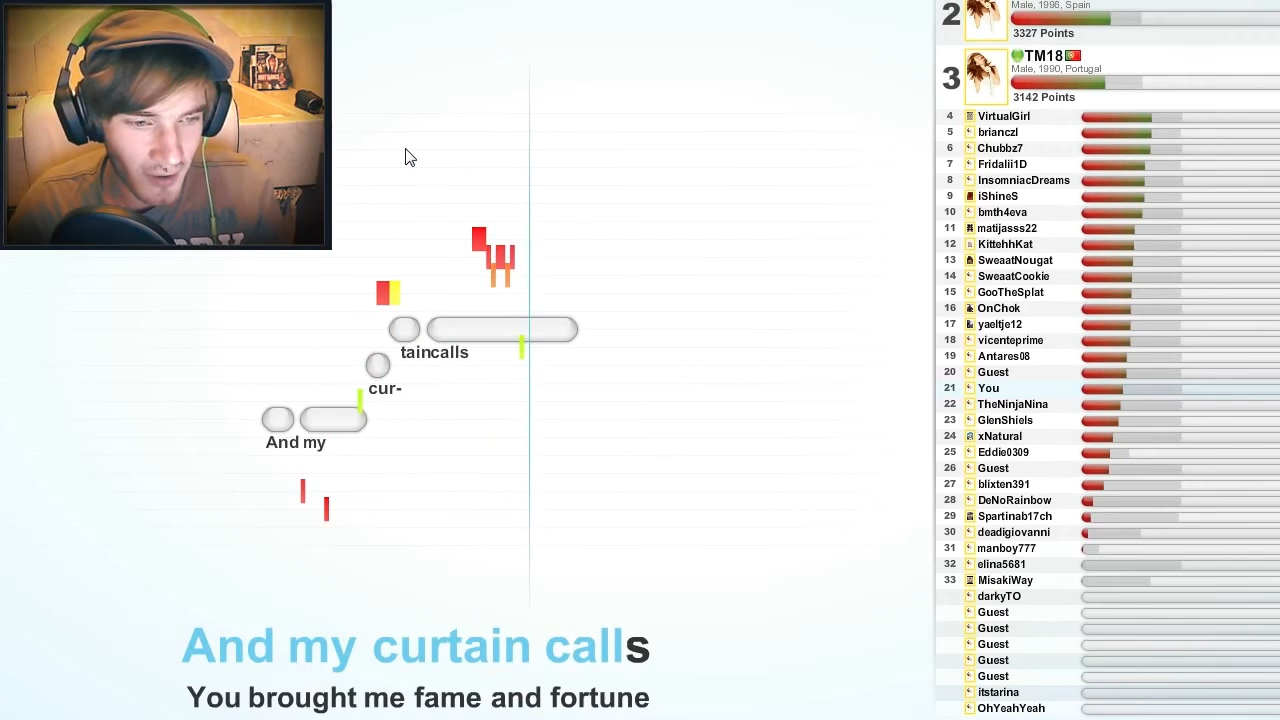 2
Male, 1996, Spain
3327 Points
3
TM18
Male, 1990, Portugal
3142 Points
4 VirtualGirl
5 brianczl
6 Chubbz7
7 Fridalii1D
8 InsomniacDreams
9 iShineS
10 bmth4eva
11 matijasss22
12 KittehhKat
13 SweaatNougat
14 SweaatCookie
15 GooTheSplat
16 OnChok
17 yaeltje12
18 vicenteprime
19 Antares08
20 Guest
21 You
22 TheNinjaNina
23 GlenShiels
24 xNatural
25 Eddie0309
26 Guest
27 blixten391
28 DeNoRainbow
29 Spartinab17ch
30 deadigiovanni
31 manboy777
32 elina5681
33 MisakiWay
darkyTO
Guest
Guest
Guest
Guest
Guest
itstarina
OhYeahYeah
taincalls
cur-
And my
And my curtain calls
You brought me fame and fortune